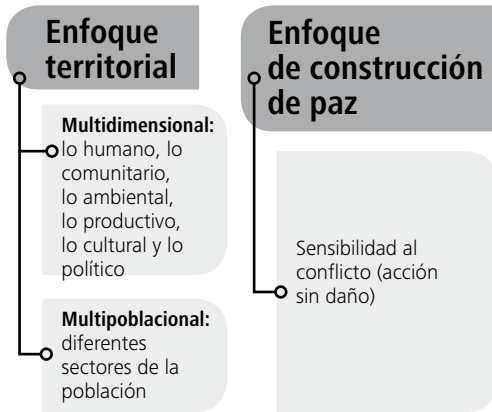 Enfoque
territorial
Multidimensional:
lo humano, lo
comunitario,
lo ambiental,
lo productivo,
lo cultural y lo
político
Multipoblacional:
diferentes
sectores de la
población
Enfoque
de construcción
de paz
Sensibilidad al
conflicto (acción
sin daño)